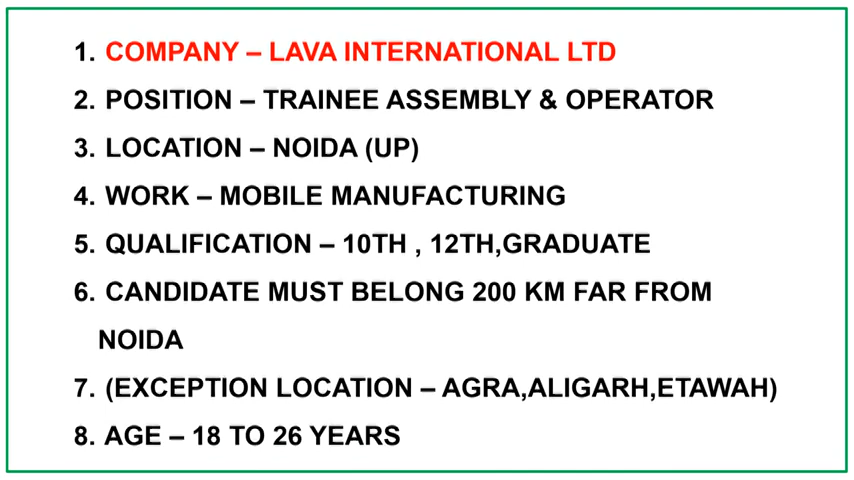 1. COMPANY – LAVA INTERNATIONAL LTD
2. POSITION – TRAINEE ASSEMBLY & OPERATOR
3. LOCATION – NOIDA (UP)
4. WORK – MOBILE MANUFACTURING
5. QUALIFICATION – 10TH , 12TH,GRADUATE
6. CANDIDATE MUST BELONG 200 KM FAR FROM
NOIDA
7. (EXCEPTION LOCATION – AGRA,ALIGARH,ETAWAH)
8. AGE – 18 TO 26 YEARS